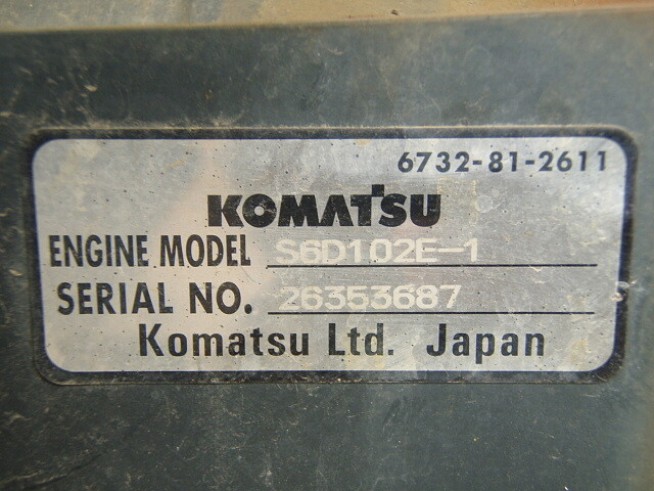 6732-81-2611
KOMATSU
ENGINE MODEL S6D102E-1
SERIAL NO. 26353687
Komatsu Ltd. Japan